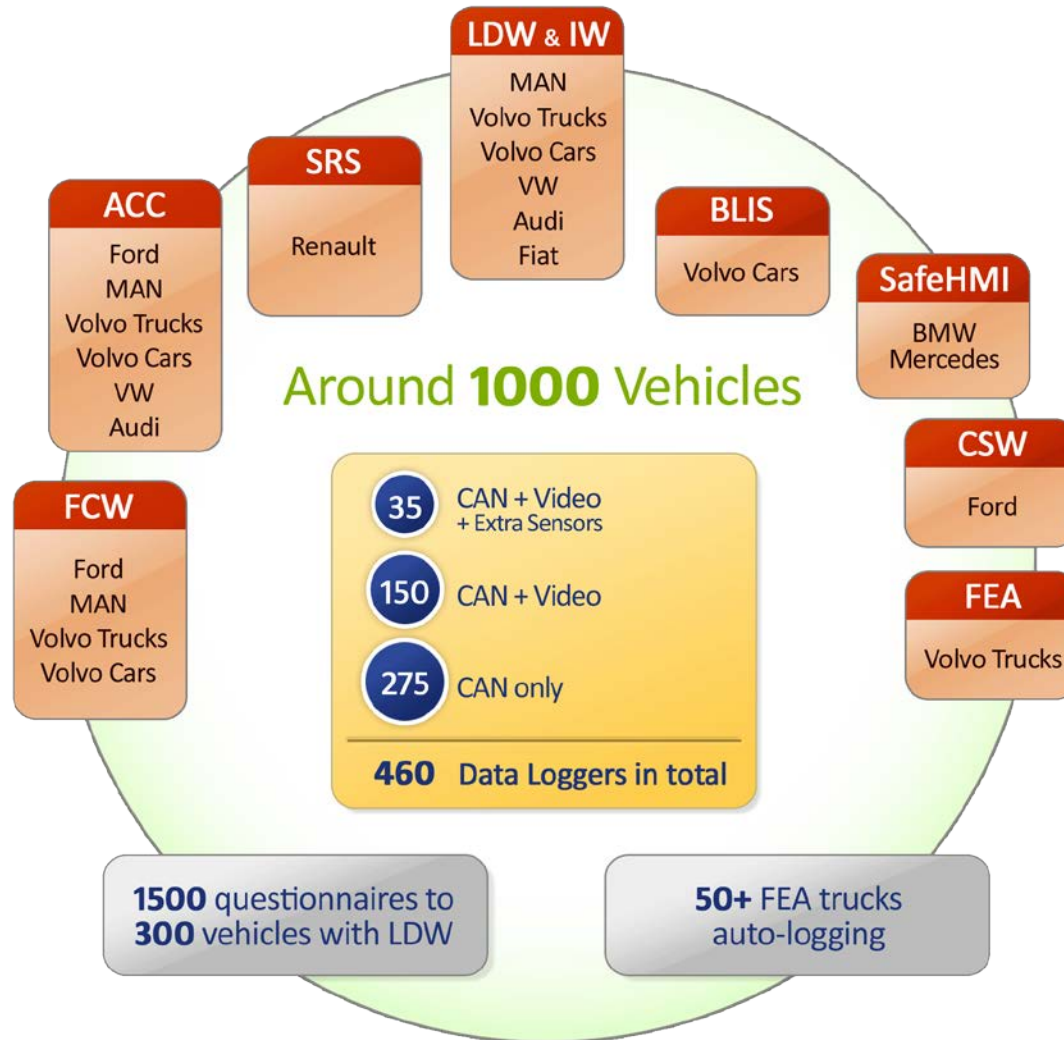 LDW & IW
MAN
Volvo Trucks
Volvo Cars
VW
Audi
Fiat
SRS
Renault
ACC
Ford
MAN
Volvo Trucks
Volvo Cars
VW
Audi
FCW
Ford
MAN
Volvo Trucks
Volvo Cars
BLIS
Volvo Cars
SafeHMI
BMW
Mercedes
CSW
Ford
FEA
Volvo Trucks
Around 1000 Vehicles
35 CAN + Video
+ Extra Sensors
150 CAN + Video
275 CAN only
460 Data Loggers in total
1500 questionnaires to
300 vehicles with LDW
50+ FEA trucks
auto-logging